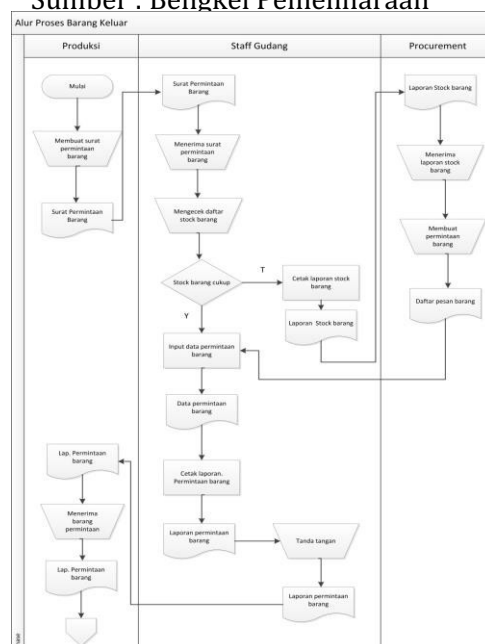 Sumber : Bengkel Pemeliharaan
Alur Proses Barang Keluar
Produksi
Staff Gudang
Procurement
Mulai
Membuat surat
permintaan
barang
Surat Permintaan
Barang
Surat Permintaan
Barang
Menerima surat
permintaan
barang
Mengecek daftar
stock barang
Stock barang cukup
T
Y
Cetak laporan stock
barang
Laporan Stock barang
Laporan Stock barang
Menerima
laporan stock
barang
Membuat
permintaan
barang
Daftar pesan barang
Input data permintaan
barang
Data permintaan
barang
Cetak laporan.
Permintaan barang
Laporan permintaan
barang
Tanda tangan
Laporan permintaan
barang
Lap. Permintaan
barang
Menerima
barang
permintaan
Lap. Permintaan
barang